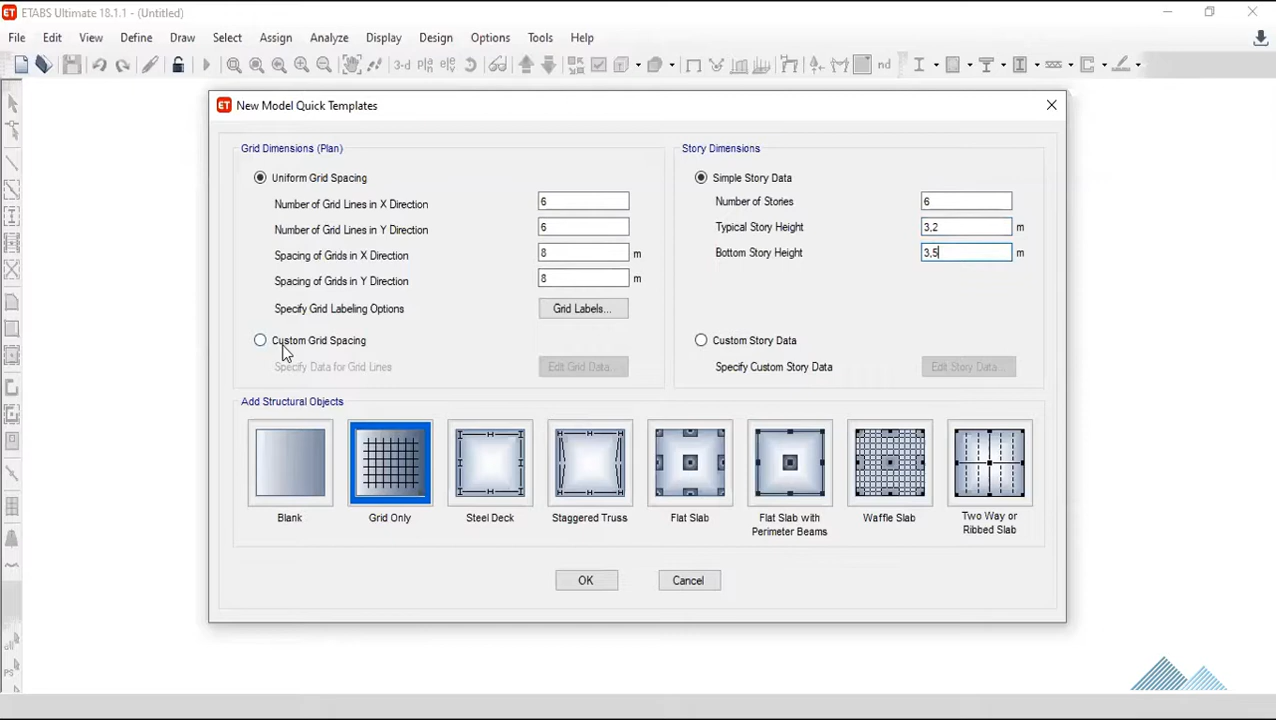 ET ETABS Ultimate 18.1.1 - (Untitled)
File Edit View Define Draw Select Assign Analyze Display Design Options Tools Help
3-d nd
ET New Model Quick Templates
Grid Dimensions (Plan)
Uniform Grid Spacing
Number of Grid Lines in X Direction 6
Number of Grid Lines in Y Direction 6
Spacing of Grids in X Direction 8 m
Spacing of Grids in Y Direction 8 m
Specify Grid Labeling Options Grid Labels...
Custom Grid Spacing
Specify Data for Grid Lines Edit Grid Data...
Story Dimensions
Simple Story Data
Number of Stories 6
Typical Story Height 3,2 m
Bottom Story Height 3,5 m
Custom Story Data
Specify Custom Story Data Edit Story Data...
Add Structural Objects
Blank
Grid Only
Steel Deck
Staggered Truss
Flat Slab
Flat Slab with
Perimeter Beams
Waffle Slab
Two Way or
Ribbed Slab
OK Cancel
all
PS